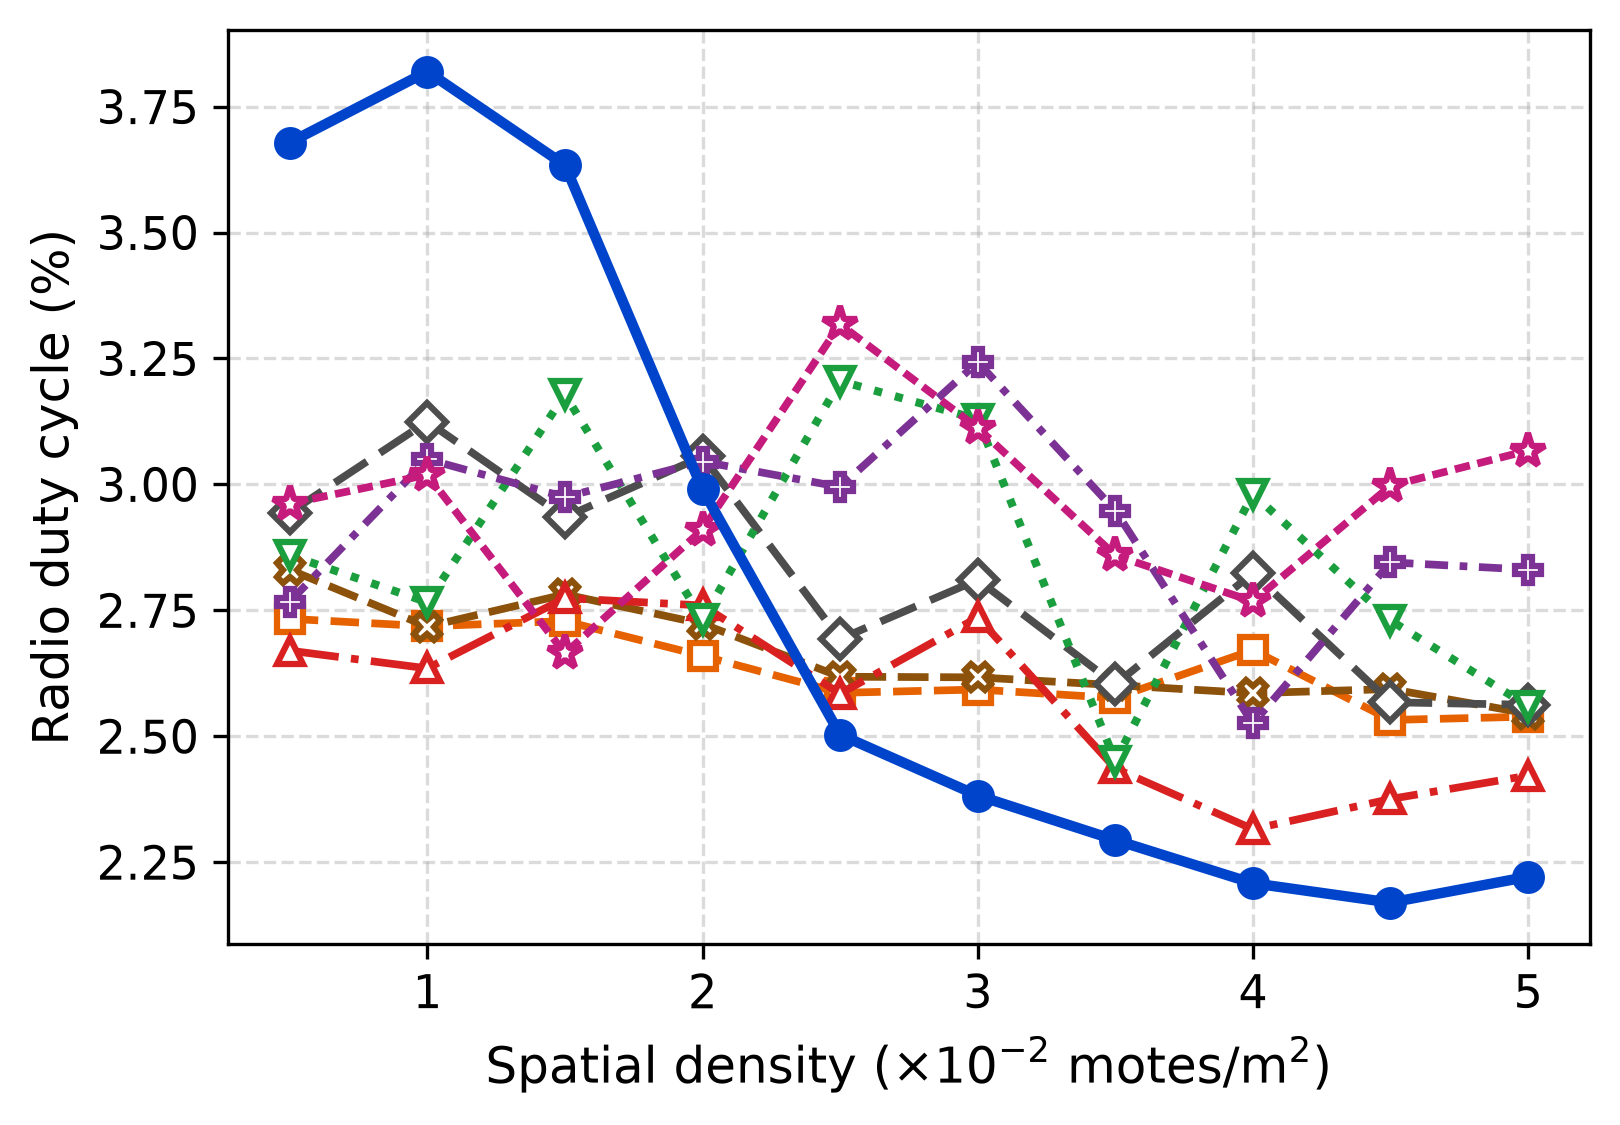 3.75
3.50
3.25
3.00
2.75
2.50
2.25
Radio duty cycle (%)
1 2 3 4 5
Spatial density (×10⁻² motes/m²)